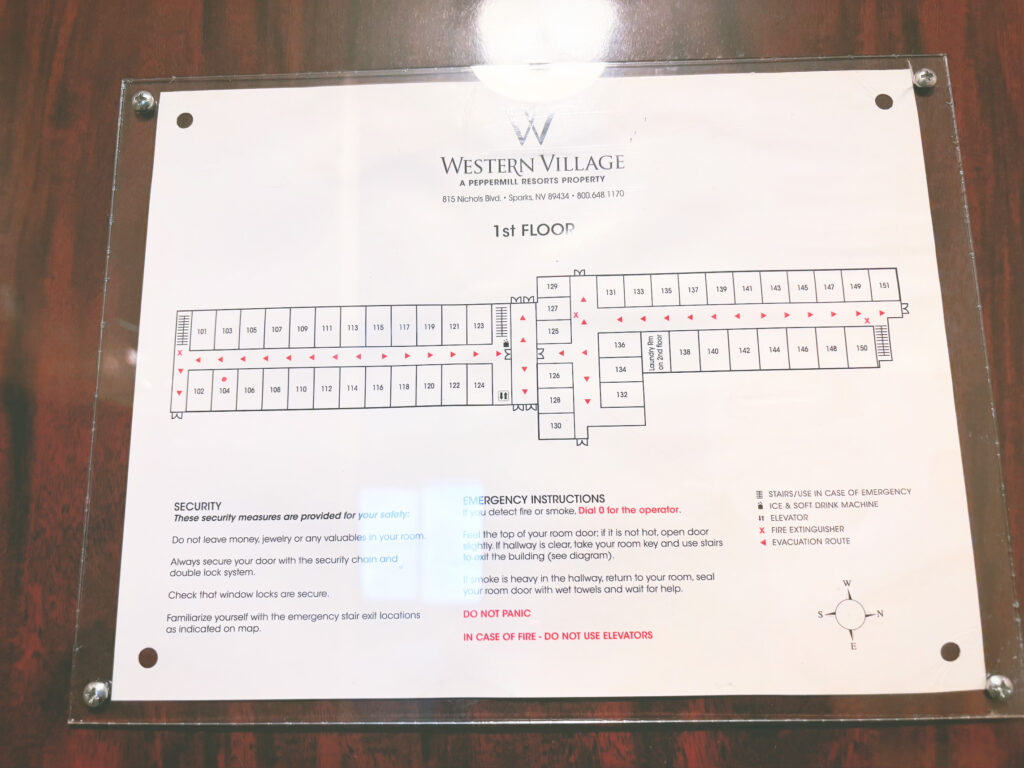 W
WESTERN VILLAGE
A PEPPERMILL RESORTS PROPERTY
815 Nichols Blvd. • Sparks, NV 89434 • 800.648.1170
1st FLOOR
129
127
125
131 133 135 137 139 141 143 145 147 149 151
101 103 105 107 109 111 113 115 117 119 121 123
X
X
X
136
134
132
Laundry Rm
on 2nd floor
138 140 142 144 146 148 150
102 104 106 108 110 112 114 116 118 120 122 124
126
128
130
SECURITY
These security measures are provided for your safety:
Do not leave money, jewelry or any valuables in your room.
Always secure your door with the security chain and
double lock system.
Check that window locks are secure.
Familiarize yourself with the emergency stair exit locations
as indicated on map.
EMERGENCY INSTRUCTIONS
If you detect fire or smoke, Dial 0 for the operator.
Feel the top of your room door; if it is not hot, open door
slightly. If hallway is clear, take your room key and use stairs
to exit the building (see diagram).
If smoke is heavy in the hallway, return to your room, seal
your room door with wet towels and wait for help.
DO NOT PANIC
IN CASE OF FIRE - DO NOT USE ELEVATORS
STAIRS/USE IN CASE OF EMERGENCY
ICE & SOFT DRINK MACHINE
ELEVATOR
X FIRE EXTINGUISHER
EVACUATION ROUTE
W
S N
E